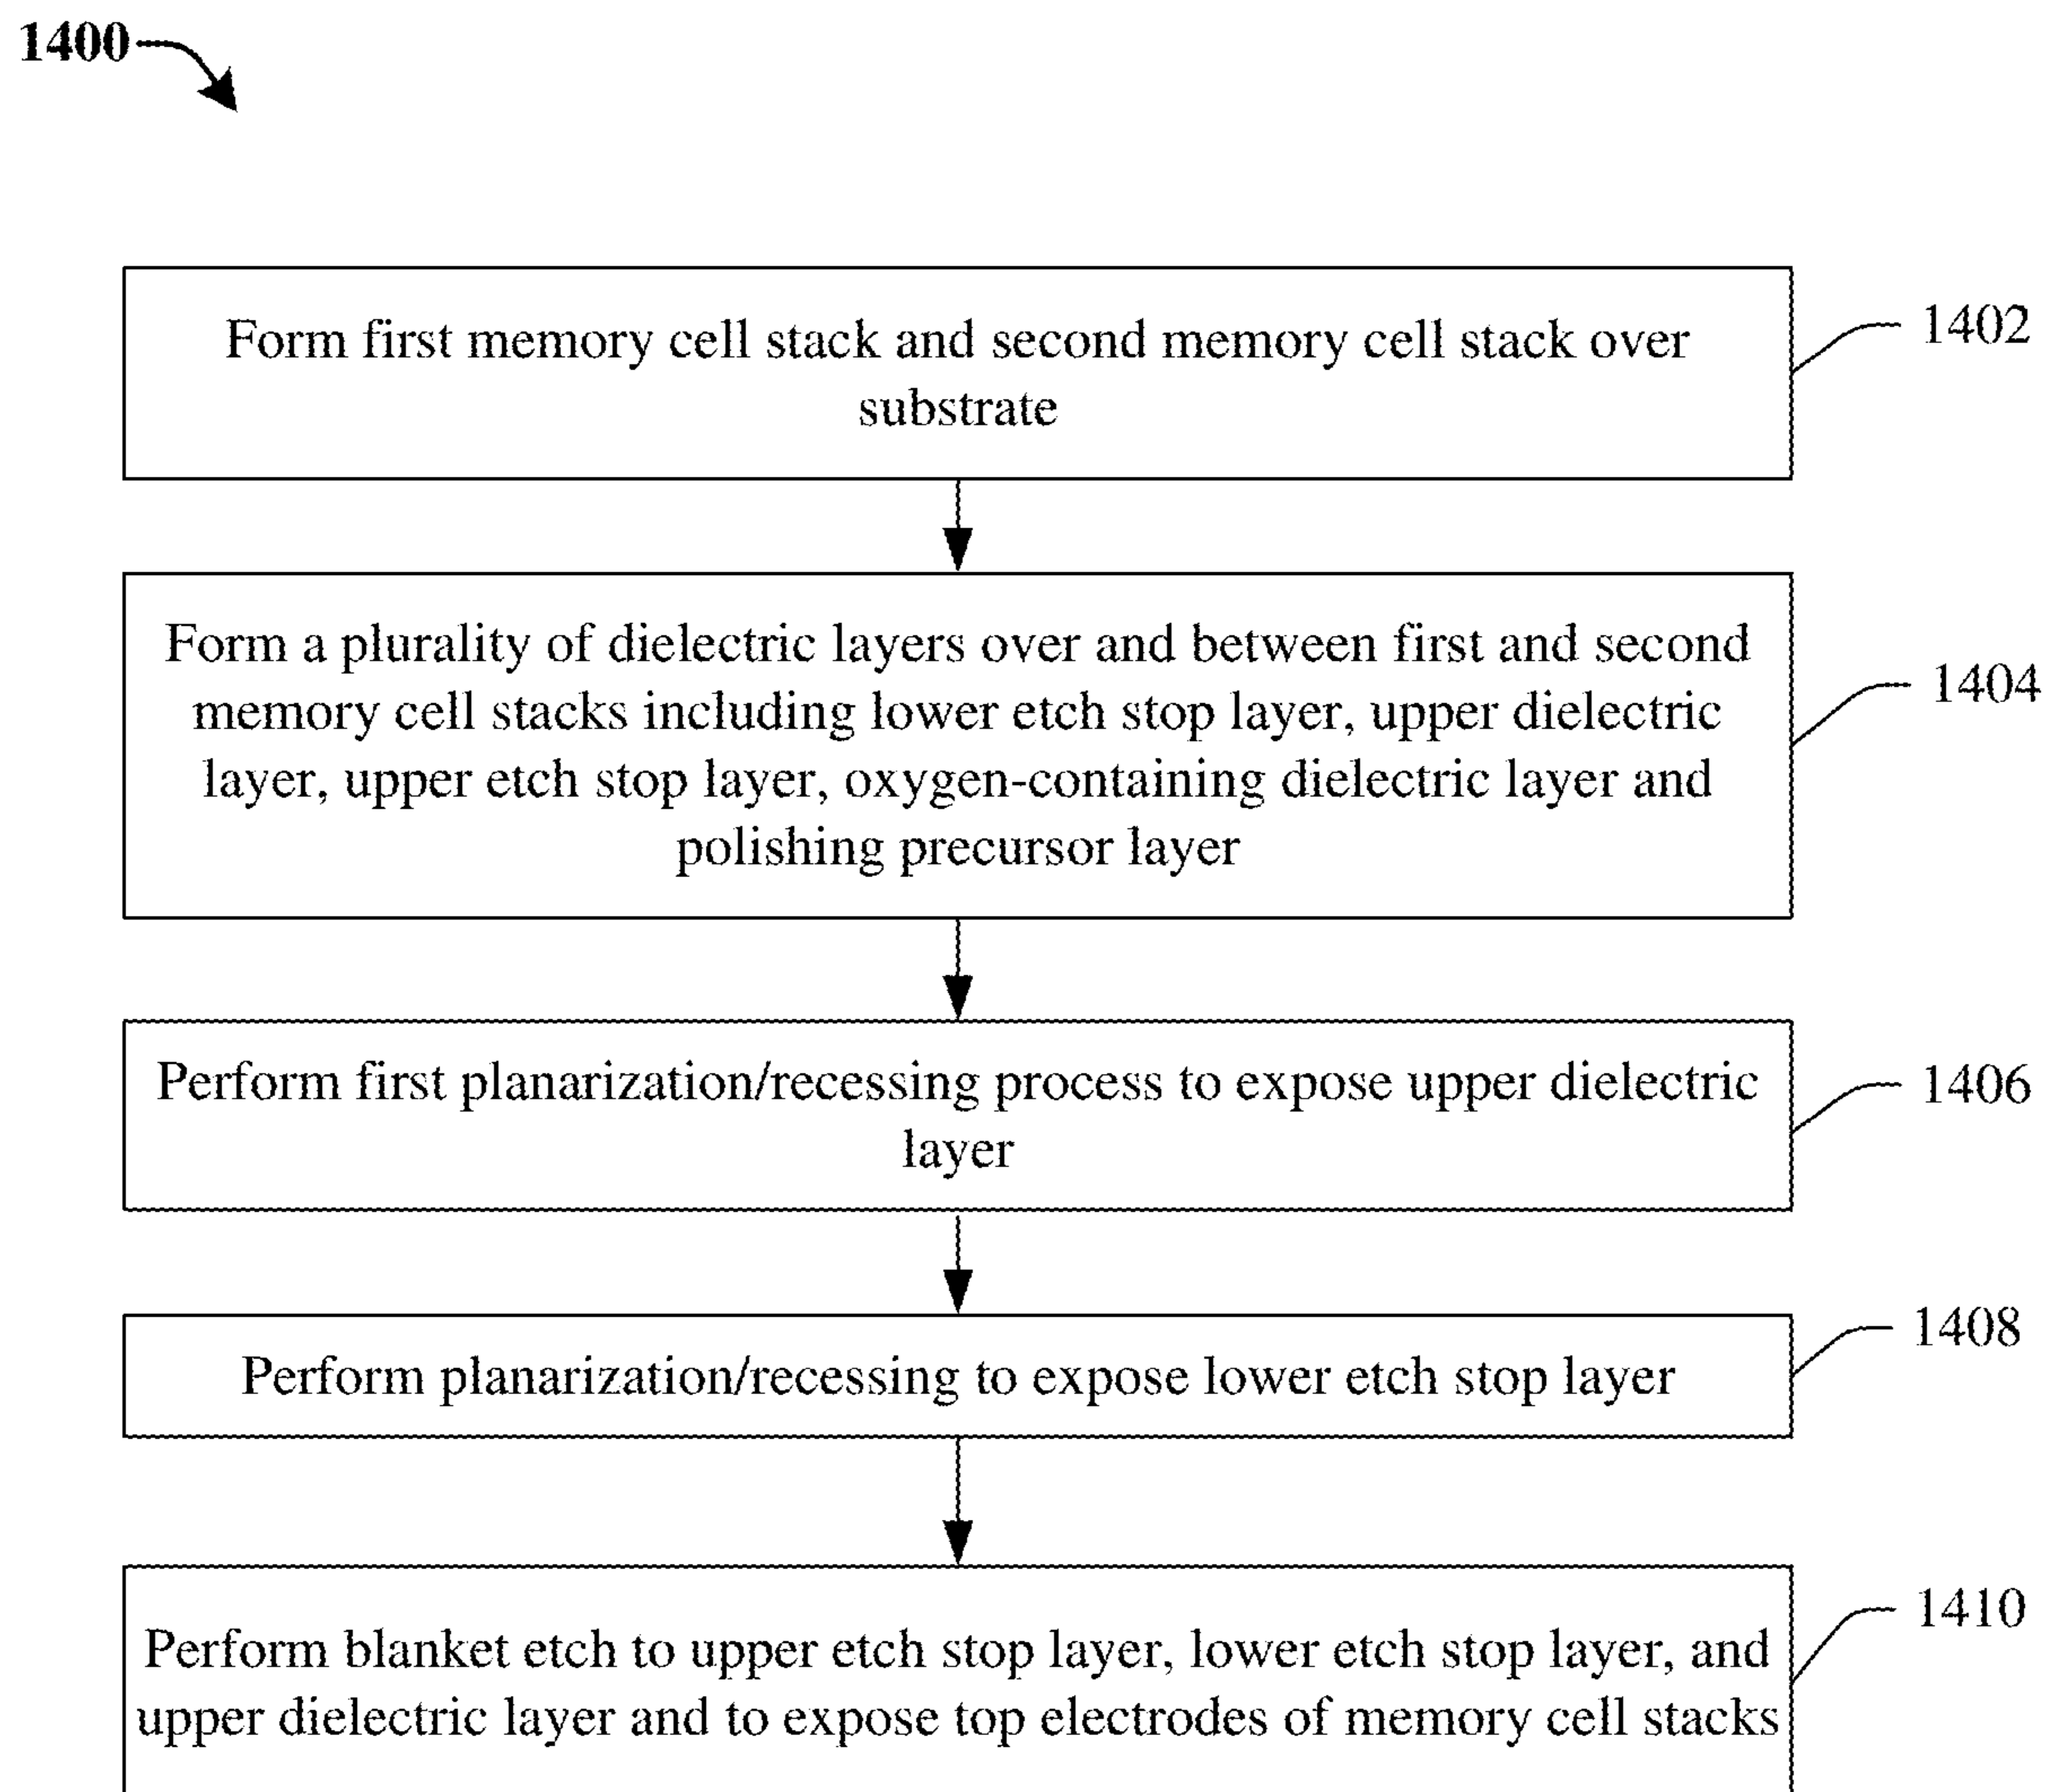 1400
Form first memory cell stack and second memory cell stack over
substrate
1402
Form a plurality of dielectric layers over and between first and second
memory cell stacks including lower etch stop layer, upper dielectric
layer, upper etch stop layer, oxygen-containing dielectric layer and
polishing precursor layer
1404
Perform first planarization/recessing process to expose upper dielectric
layer
1406
Perform planarization/recessing to expose lower etch stop layer
1408
Perform blanket etch to upper etch stop layer, lower etch stop layer, and
upper dielectric layer and to expose top electrodes of memory cell stacks
1410